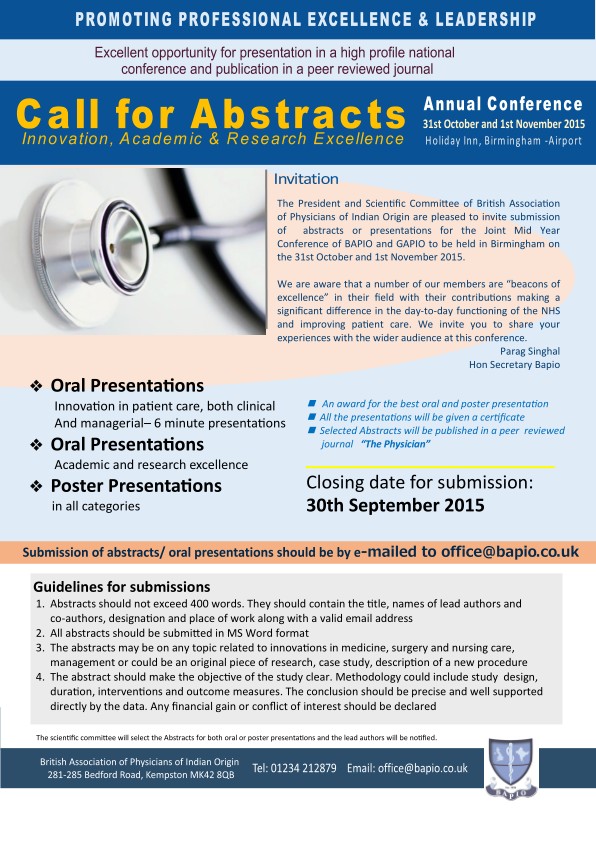 PROMOTING PROFESSIONAL EXCELLENCE & LEADERSHIP
Excellent opportunity for presentation in a high profile national
conference and publication in a peer reviewed journal
Call for Abstracts
Innovation, Academic & Research Excellence
Annual Conference
31st October and 1st November 2015
Holiday Inn, Birmingham -Airport
Invitation
The President and Scientific Committee of British Association
of Physicians of Indian Origin are pleased to invite submission
of abstracts or presentations for the Joint Mid Year
Conference of BAPIO and GAPIO to be held in Birmingham on
the 31st October and 1st November 2015.
We are aware that a number of our members are “beacons of
excellence” in their field with their contributions making a
significant difference in the day-to-day functioning of the NHS
and improving patient care. We invite you to share your
experiences with the wider audience at this conference.
Parag Singhal
Hon Secretary Bapio
❖ Oral Presentations
Innovation in patient care, both clinical
And managerial– 6 minute presentations
❖ Oral Presentations
Academic and research excellence
❖ Poster Presentations
in all categories
■ An award for the best oral and poster presentation
■ All the presentations will be given a certificate
■ Selected Abstracts will be published in a peer reviewed
journal “The Physician”
Closing date for submission:
30th September 2015
Submission of abstracts/ oral presentations should be by e-mailed to office@bapio.co.uk
Guidelines for submissions
1. Abstracts should not exceed 400 words. They should contain the title, names of lead authors and
co-authors, designation and place of work along with a valid email address
2. All abstracts should be submitted in MS Word format
3. The abstracts may be on any topic related to innovations in medicine, surgery and nursing care,
management or could be an original piece of research, case study, description of a new procedure
4. The abstract should make the objective of the study clear. Methodology could include study design,
duration, interventions and outcome measures. The conclusion should be precise and well supported
directly by the data. Any financial gain or conflict of interest should be declared
The scientific committee will select the Abstracts for both oral or poster presentations and the lead authors will be notified.
British Association of Physicians of Indian Origin
281-285 Bedford Road, Kempston MK42 8QB
Tel: 01234 212879 Email: office@bapio.co.uk
BAPIO